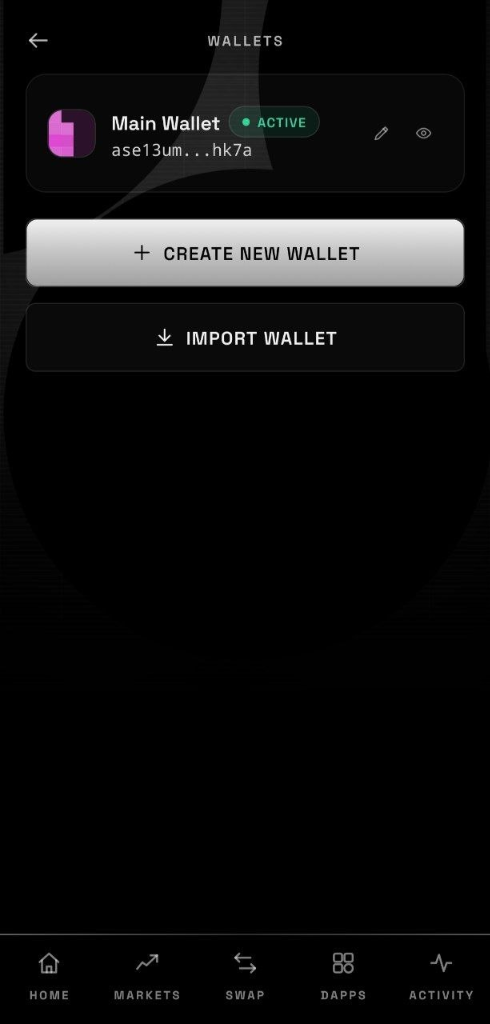 WALLETS
Main Wallet ACTIVE
ase13um...hk7a
CREATE NEW WALLET
IMPORT WALLET
HOME MARKETS SWAP DAPPS ACTIVITY